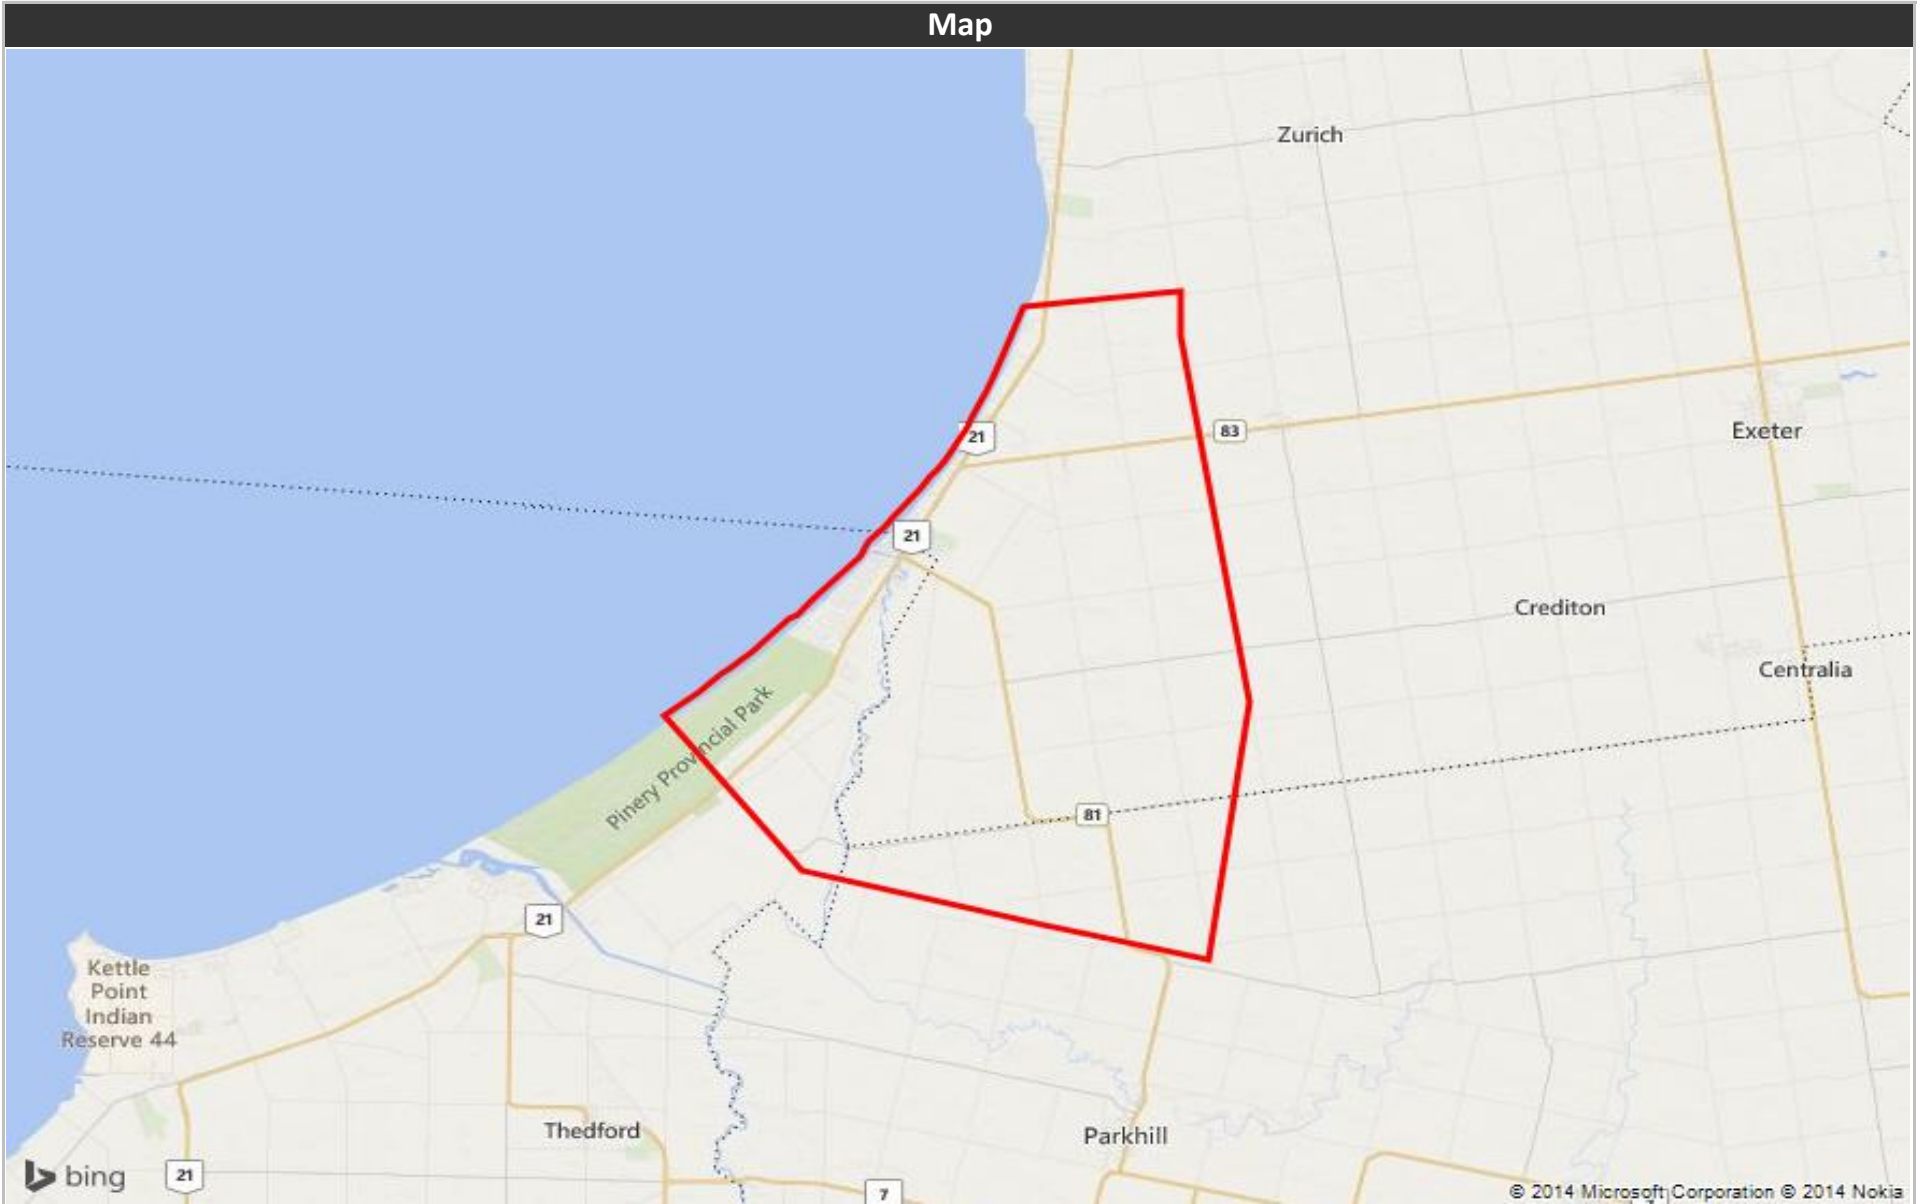 Map
Zurich
21
83
Exeter
21
Crediton
Centralia
Pinery Provincial Park
81
21
Kettle
Point
Indian
Reserve 44
Thedford
Parkhill
bing
21
7
© 2014 Microsoft Corporation © 2014 Nokia